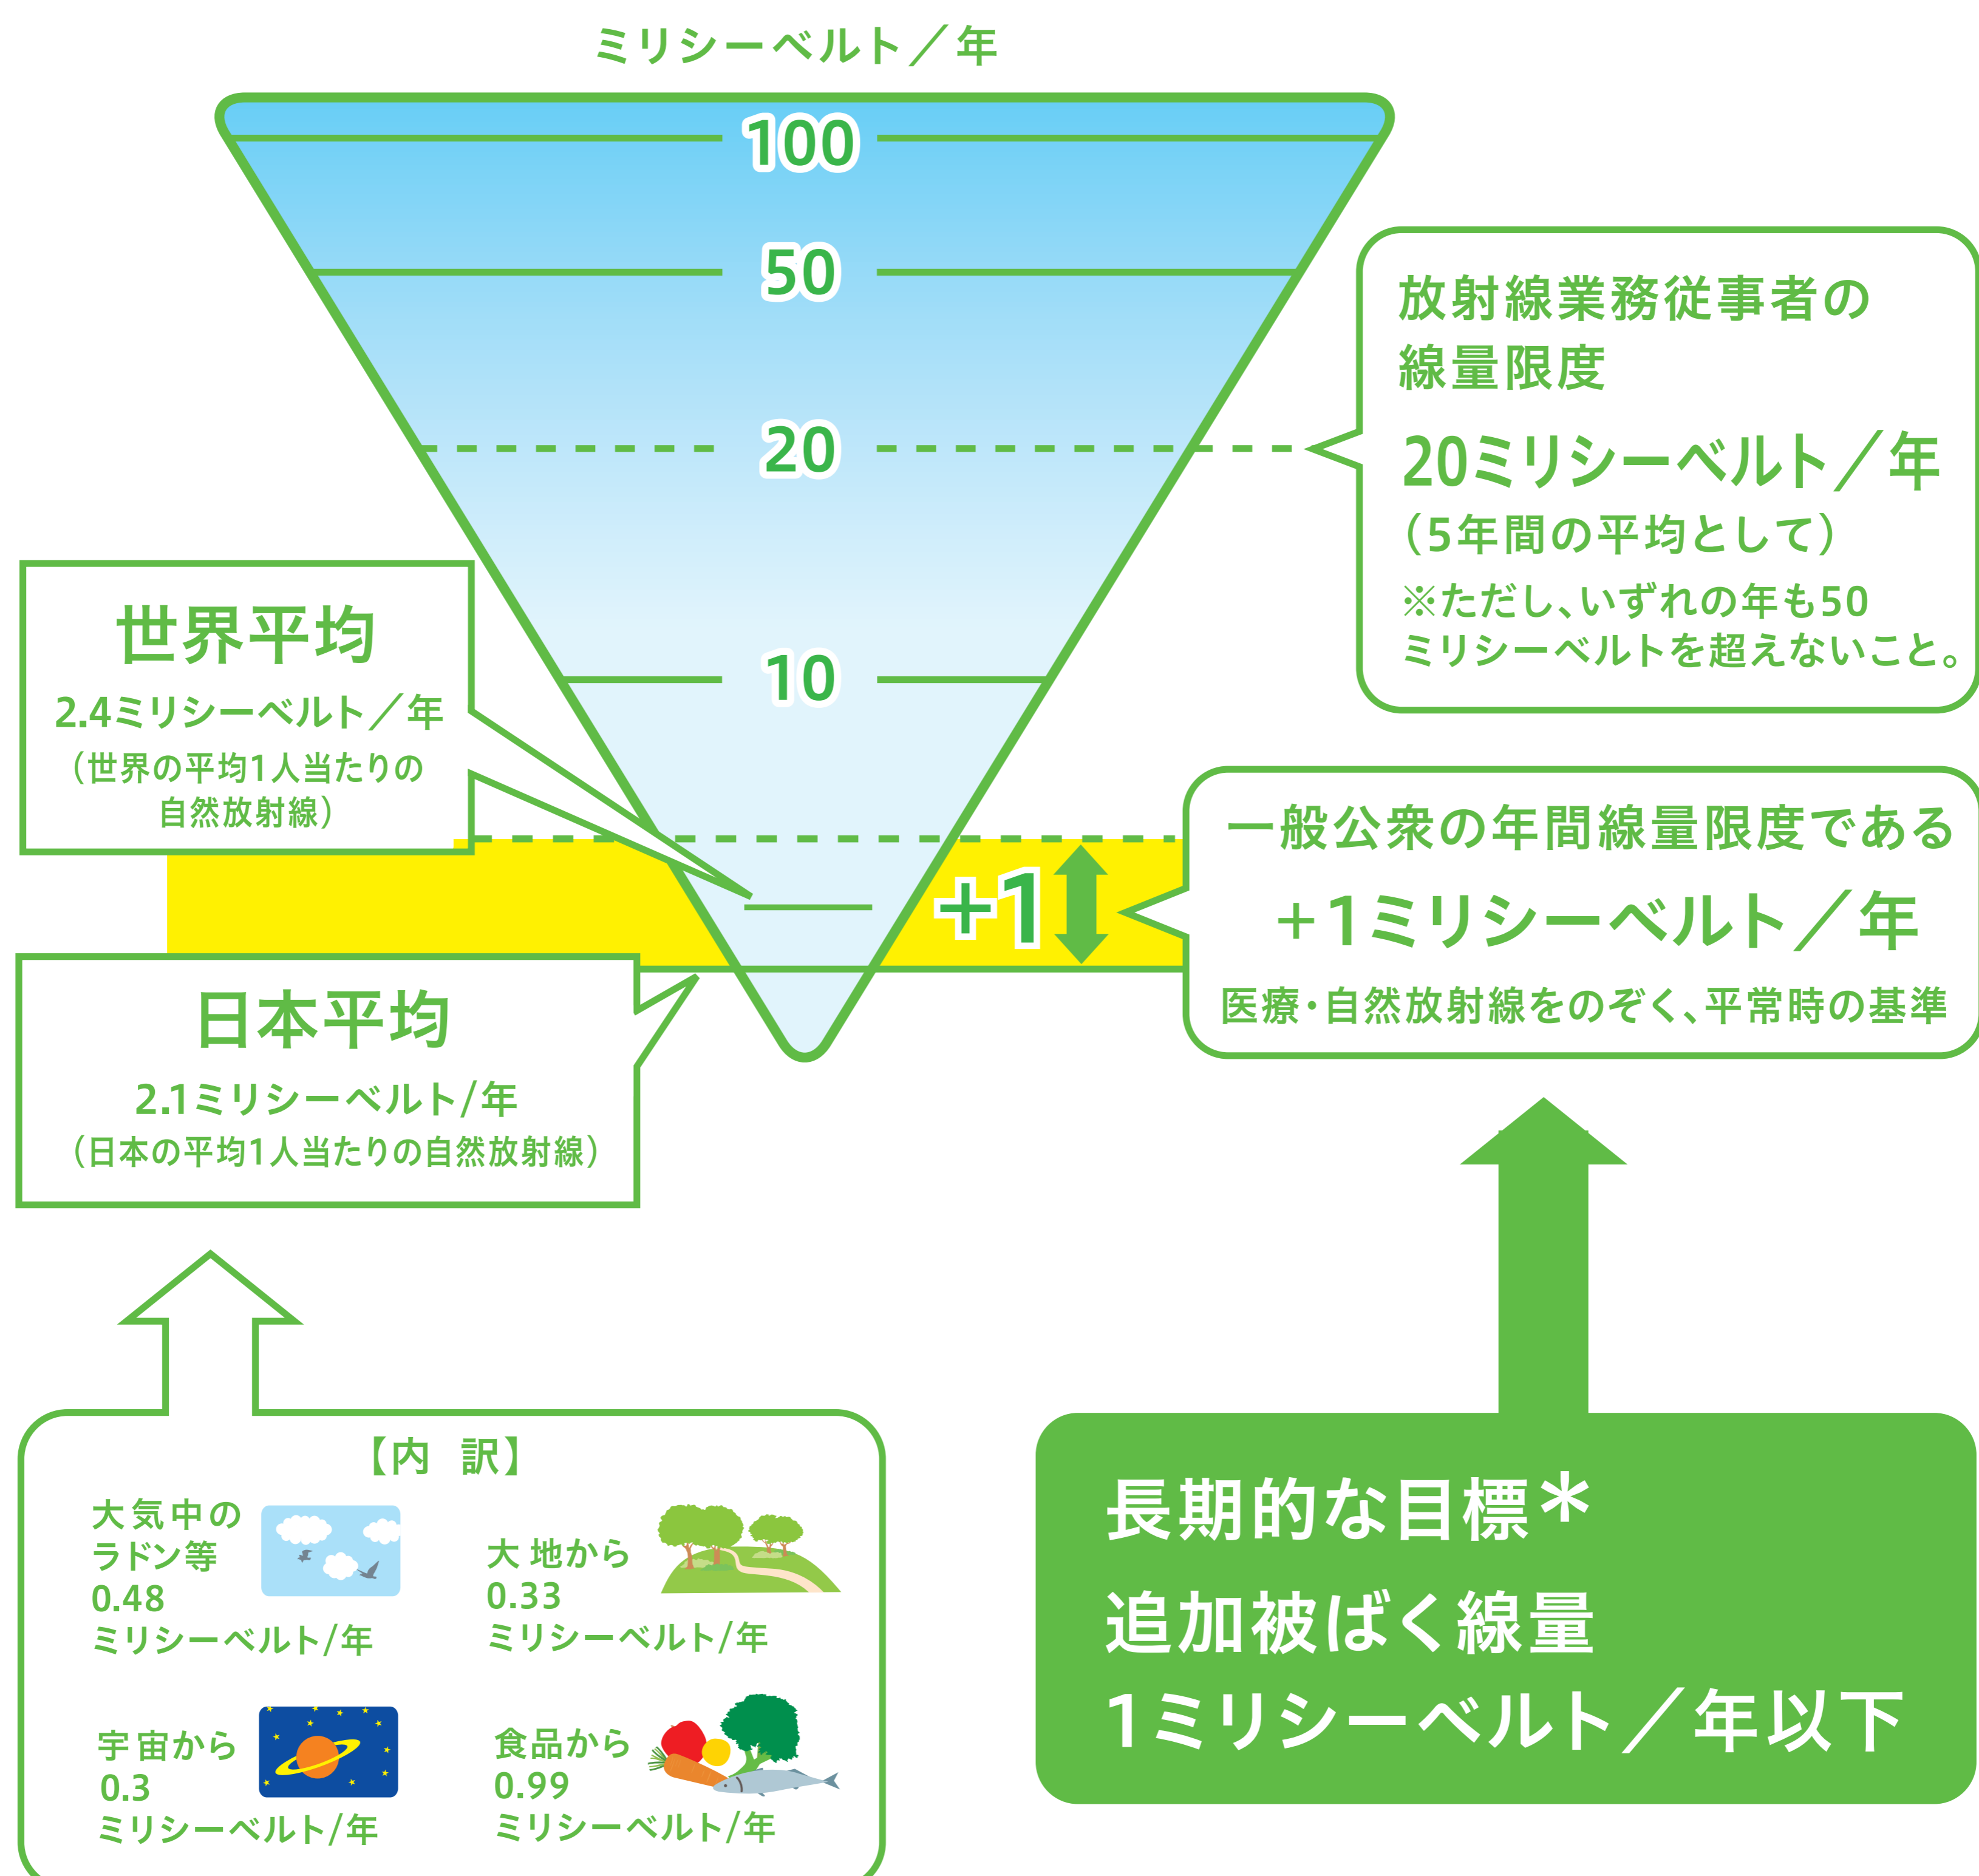 ミリシーベルト／年
100
50
20
10
放射線業務従事者の
線量限度
20ミリシーベルト／年
（5年間の平均として）
※ただし、いずれの年も50
ミリシーベルトを超えないこと。
世界平均
2.4ミリシーベルト／年
（世界の平均1人当たりの
自然放射線）
+1
一般公衆の年間線量限度である
+1ミリシーベルト／年
医療・自然放射線をのぞく、平常時の基準
日本平均
2.1ミリシーベルト/年
（日本の平均1人当たりの自然放射線）
【内 訳】
大気中の
ラドン等
0.48
ミリシーベルト/年
大地から
0.33
ミリシーベルト/年
宇宙から
0.3
ミリシーベルト/年
食品から
0.99
ミリシーベルト/年
長期的な目標＊
追加被ばく線量
1ミリシーベルト／年以下